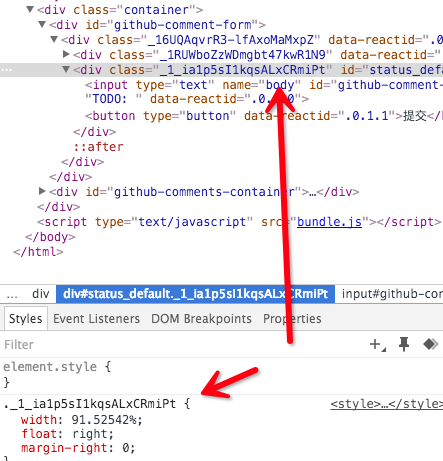 class="container">
▼<div id="github-comment-form">
▼<div class="_16UQAqvrR3-lfAxoMaMxpZ" data-reactid=".0
▶<div class="_1RUWboZzWDmgbt47kwR1N9" data-reactid=".
… ▼<div class="_1_ia1p5sI1kqsALxCRmiPt" id="status_defa
<input type="text" name="body" id="github-comment
"TODO: " data-reactid=".0. 0">
<button type="button" data-reactid=".0.1.1">提交</
</div>
::after
</div>
</div>
▶<div id="github-comments-container">…</div>
</div>
<script type="text/javascript" src="bundle.js"></script>
</body>
</html>
... div div#status_default._1_ia1p5sI1kqsALxCRmiPt input#github-com
Styles Event Listeners DOM Breakpoints Properties
Filter
element.style {
}
._1_ia1p5sI1kqsALxCRmiPt { <style>…</style>
width: 91.52542%;
float: right;
margin-right: 0;